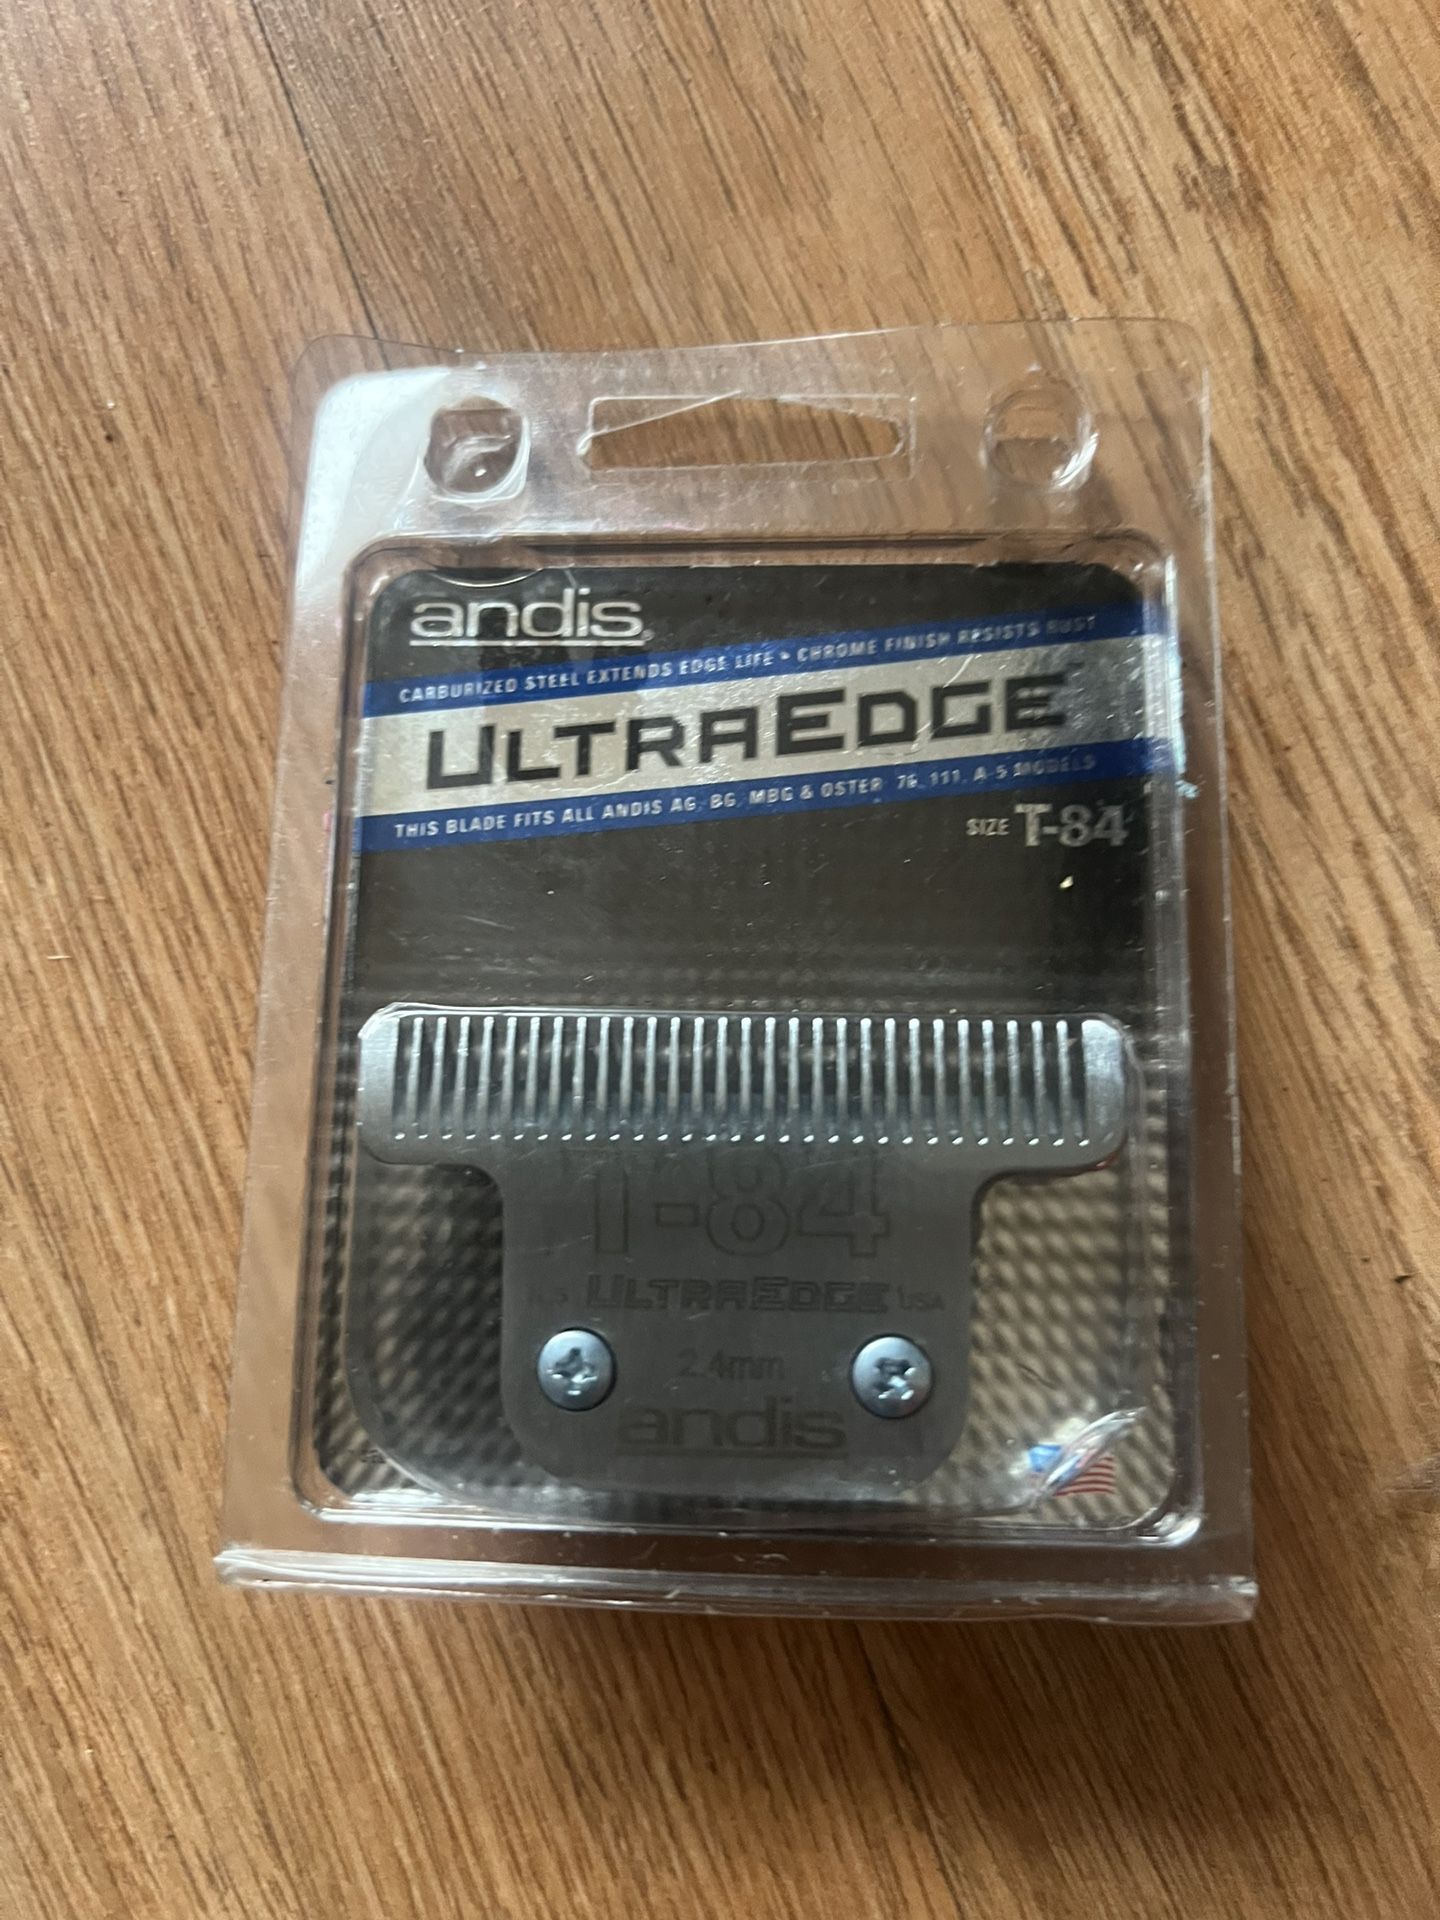 andis
CARBURIZED STEEL EXTENDS EDGE LIFE • CHROME FINISH RESISTS RUST
ULTRAEDGE
THIS BLADE FITS ALL ANDIS AG, BG, MBG & OSTER 76, 111, A-5 MODELS
SIZE T-84
T-84
ULTRAEDGE USA
2.4mm
andis